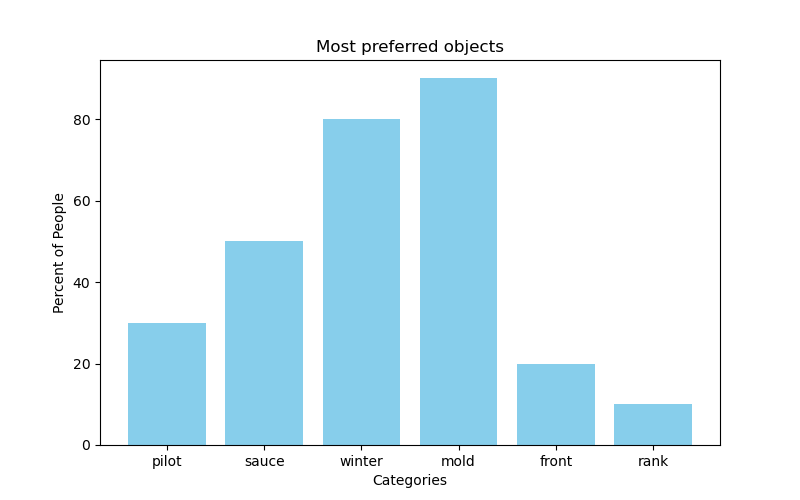 Most preferred objects
Percent of People
80
60
40
20
0
pilot sauce winter mold front rank
Categories